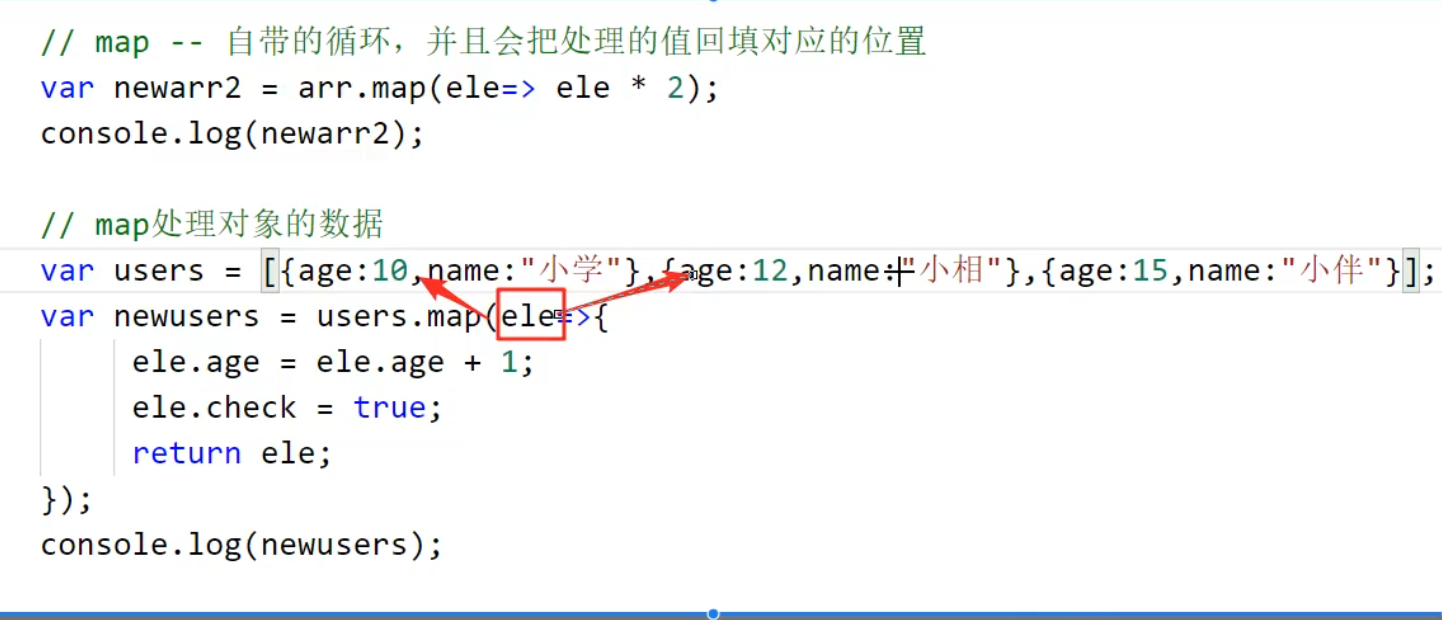 // map -- 自带的循环，并且会把处理的值回填对应的位置
var newarr2 = arr.map(ele=> ele * 2);
console.log(newarr2);
// map处理对象的数据
var users = [{age:10,name:"小学"},{age:12,name:"小相"},{age:15,name:"小伴"}];
var newusers = users.map(ele=>{
ele.age = ele.age + 1;
ele.check = true;
return ele;
});
console.log(newusers);